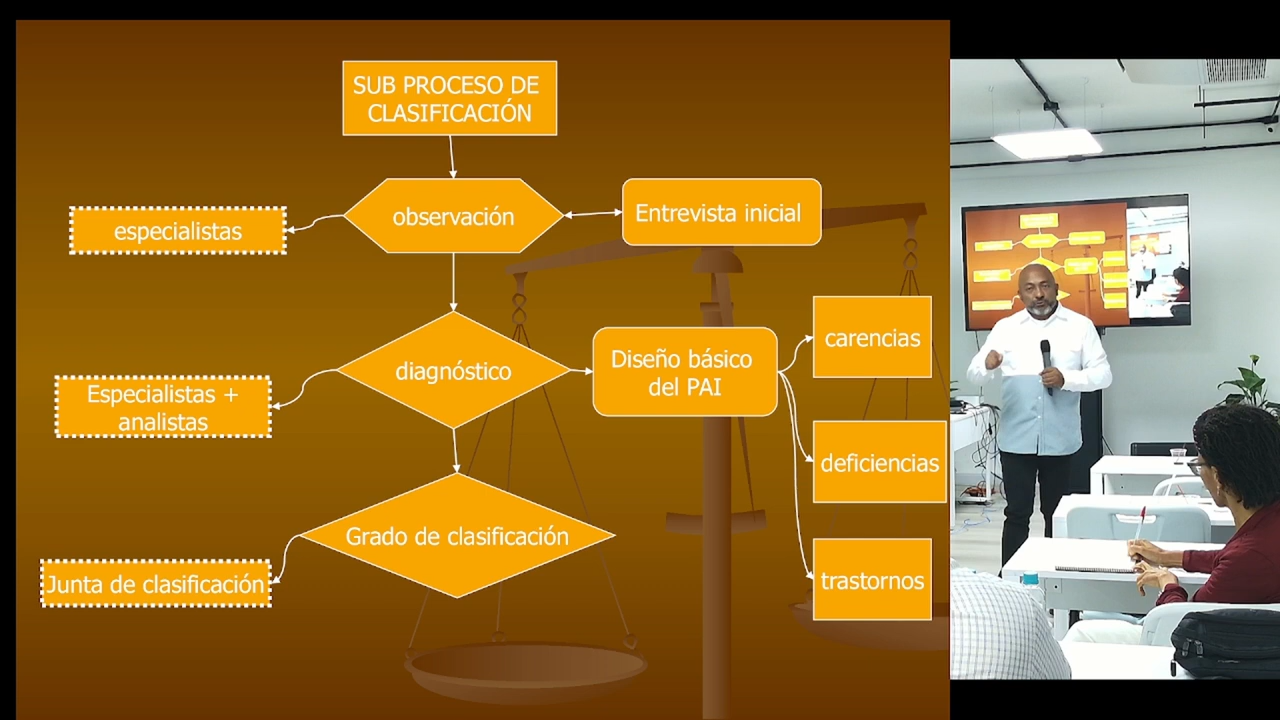 SUB PROCESO DE
CLASIFICACIÓN
especialistas
observación
Entrevista inicial
Especialistas +
analistas
diagnóstico
Diseño básico
del PAI
carencias
deficiencias
trastornos
Grado de clasificación
Junta de clasificación